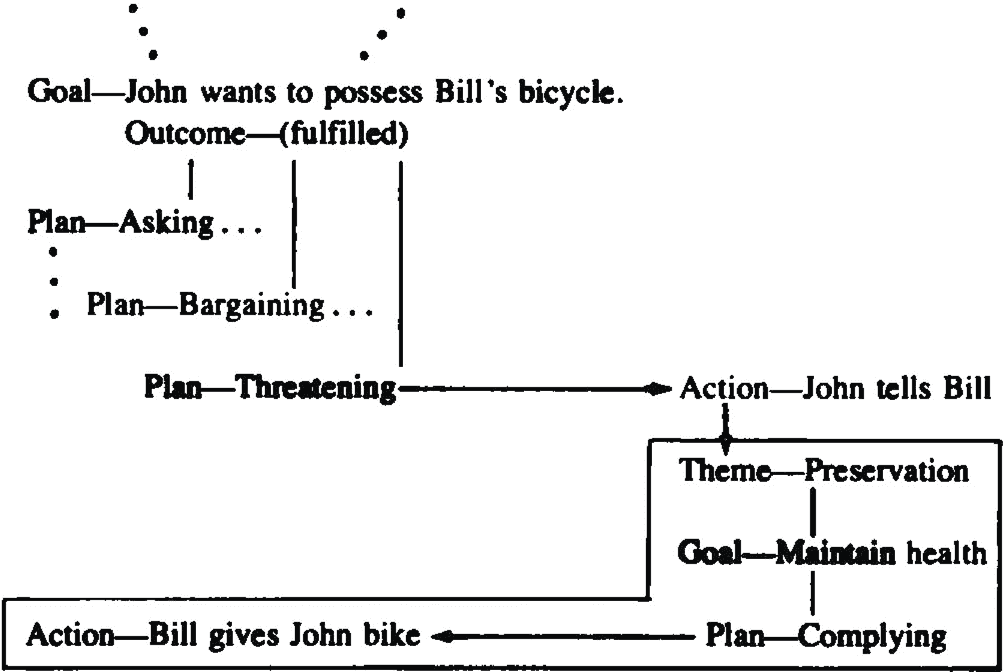 Goal—John wants to possess Bill's bicycle.
Outcome—(fulfilled)
Plan—Asking...
Plan—Bargaining...
Plan—Threatening
Action—John tells Bill
Theme—Preservation
Goal—Maintain health
Action—Bill gives John bike
Plan—Complying